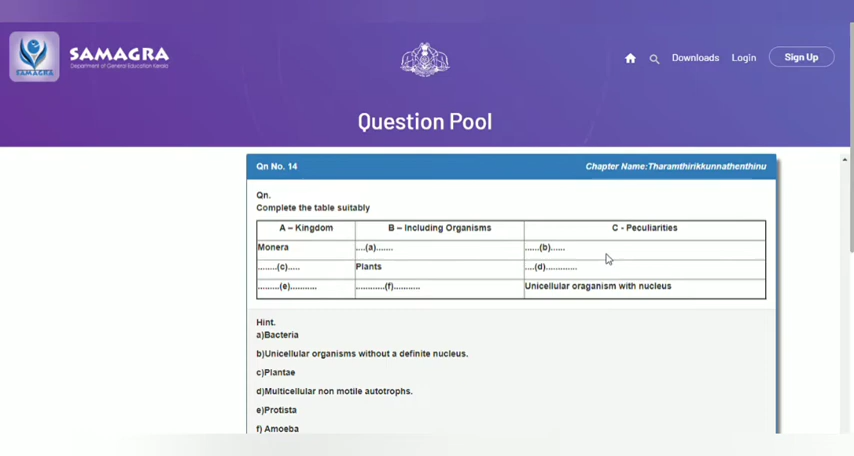 SAMAGRA
Department of General Education Kerala
SAMAGRA
Downloads Login Sign Up
Question Pool
Qn No. 14 Chapter Name:Tharamthirikkunnathenthinu
Qn.
Complete the table suitably
A – Kingdom B – Including Organisms C - Peculiarities
Monera ....(a)....... ......(b)......
........(c)..... Plants ....(d).............
.........(e)........... ............(f)........... Unicellular oraganism with nucleus
Hint.
a)Bacteria
b)Unicellular organisms without a definite nucleus.
c)Plantae
d)Multicellular non motile autotrophs.
e)Protista
f) Amoeba